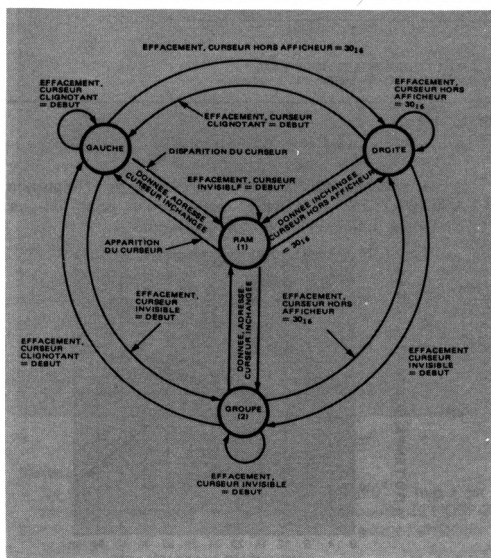 EFFACEMENT, CURSEUR HORS AFFICHEUR = 30₁₆
EFFACEMENT,
CURSEUR
CLIGNOTANT
= DEBUT
EFFACEMENT,
CURSEUR HORS
AFFICHEUR
= 30₁₆
EFFACEMENT, CURSEUR
CLIGNOTANT = DEBUT
GAUCHE
DROITE
DISPARITION DU CURSEUR
EFFACEMENT, CURSEUR
INVISIBLE = DEBUT
DONNEE, ADRESSE
CURSEUR INCHANGÉE
DONNEE INCHANGEE
CURSEUR HORS AFFICHEUR
= 30₁₆
RAM
(1)
APPARITION
DU CURSEUR
EFFACEMENT,
CURSEUR
INVISIBLE
= DEBUT
EFFACEMENT,
CURSEUR HORS
AFFICHEUR
= 30₁₆
EFFACEMENT,
CURSEUR
CLIGNOTANT
= DEBUT
DONNEE, ADRESSE
CURSEUR INCHANGEE
EFFACEMENT
CURSEUR
INVISIBLE
= DEBUT
GROUPE
(2)
EFFACEMENT,
CURSEUR INVISIBLE
= DEBUT